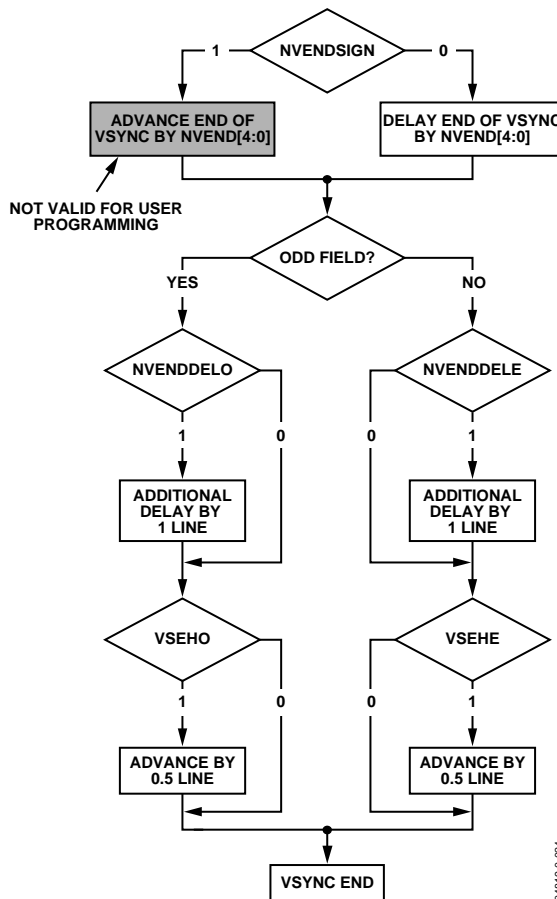 NVENDSIGN
1
0
ADVANCE END OF
VSYNC BY NVEND[4:0]
DELAY END OF VSYNC
BY NVEND[4:0]
NOT VALID FOR USER
PROGRAMMING
ODD FIELD?
YES
NO
NVENDDELO
NVENDDELE
1
0
0
1
ADDITIONAL
DELAY BY
1 LINE
ADDITIONAL
DELAY BY
1 LINE
VSEHO
VSEHE
1
0
0
1
ADVANCE BY
0.5 LINE
ADVANCE BY
0.5 LINE
VSYNC END